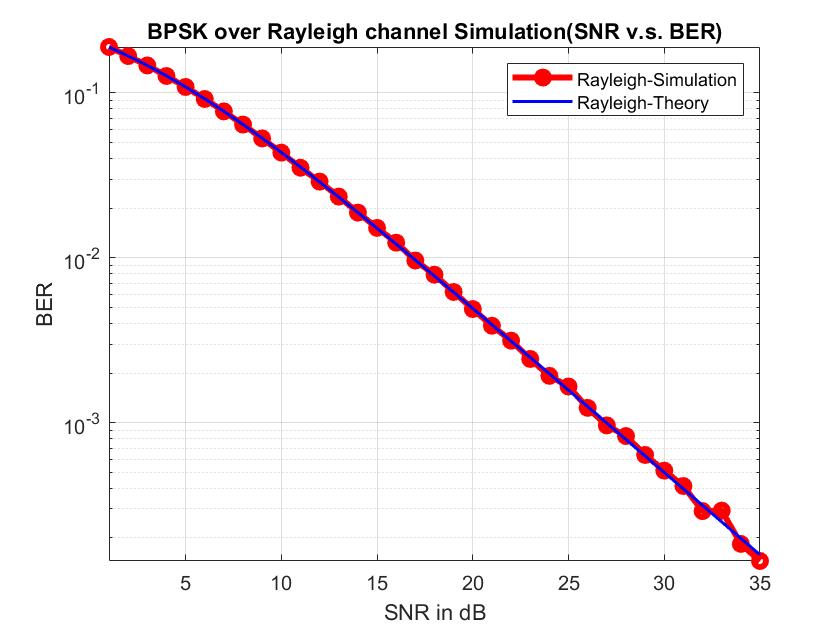 BPSK over Rayleigh channel Simulation(SNR v.s. BER)
Rayleigh-Simulation
Rayleigh-Theory
10^-1
10^-2
10^-3
BER
5 10 15 20 25 30 35
SNR in dB